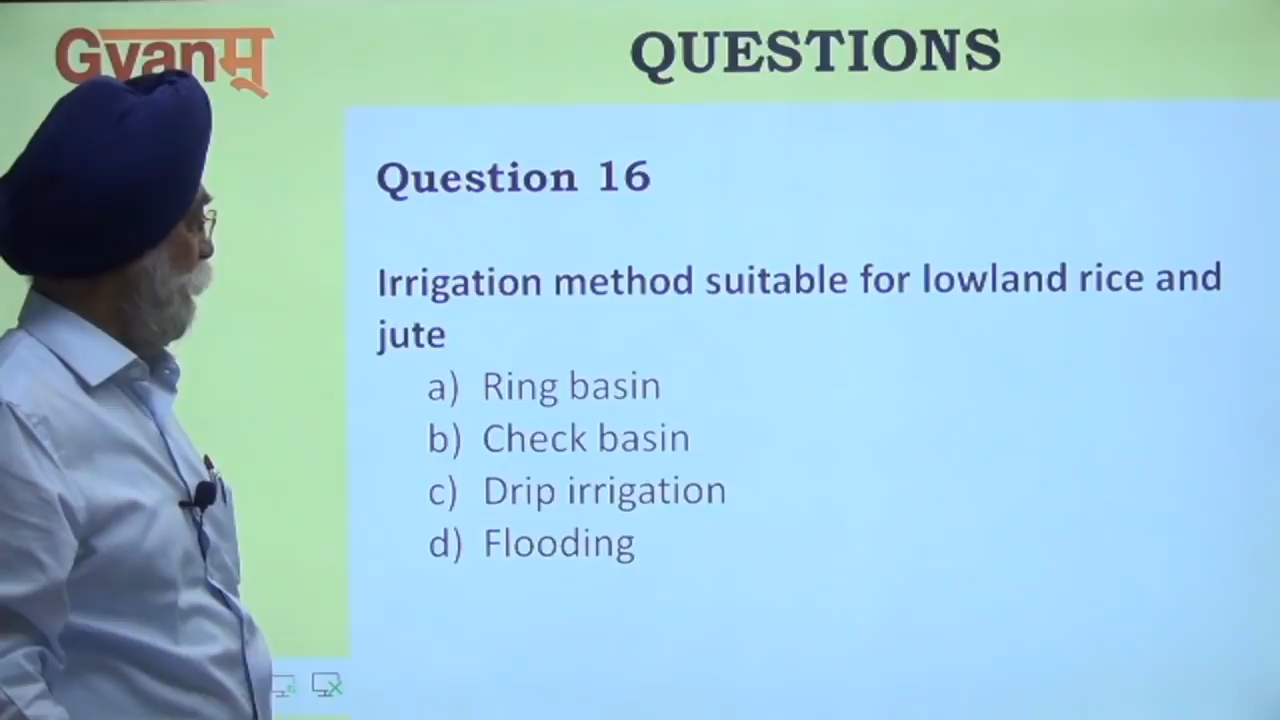 Gyanम्
QUESTIONS
Question 16
Irrigation method suitable for lowland rice and
jute
a) Ring basin
b) Check basin
c) Drip irrigation
d) Flooding